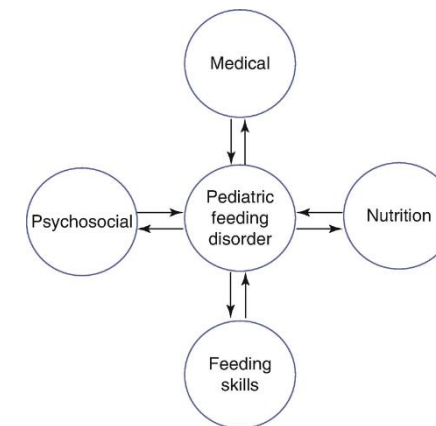 Medical
Psychosocial
Pediatric
feeding
disorder
Nutrition
Feeding
skills